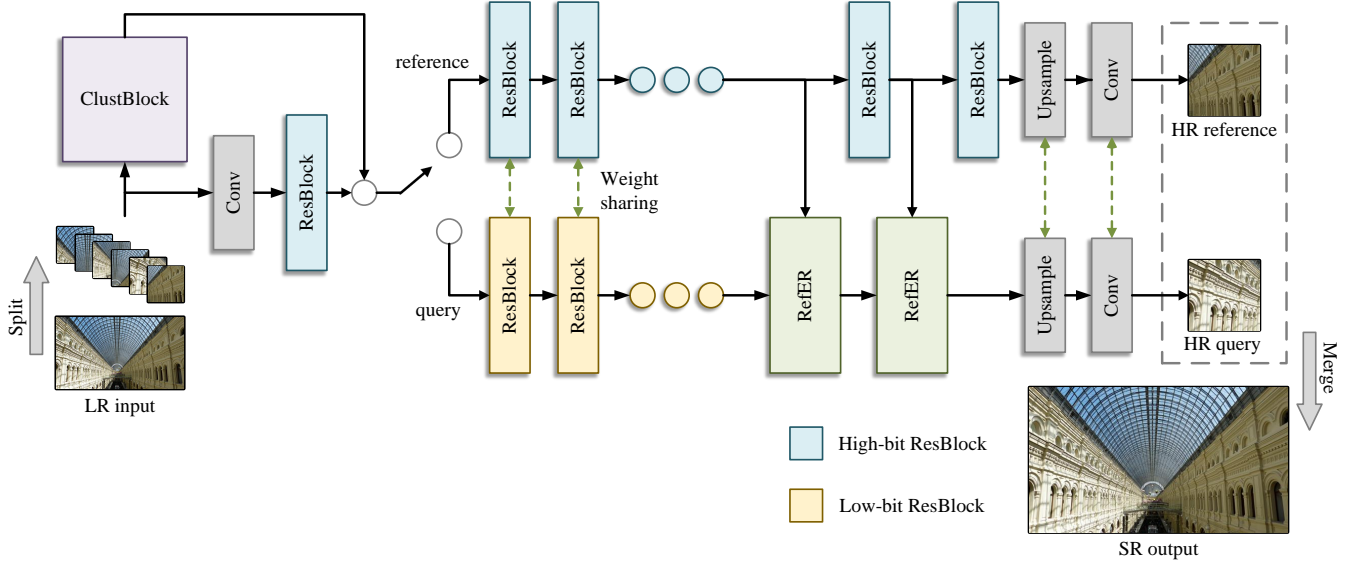 ClustBlock
Conv
ResBlock
reference
query
ResBlock
ResBlock
ResBlock
ResBlock
Upsample
Conv
HR reference
Weight
sharing
ResBlock
ResBlock
RefER
RefER
Upsample
Conv
HR query
Split
LR input
Merge
High-bit ResBlock
Low-bit ResBlock
SR output